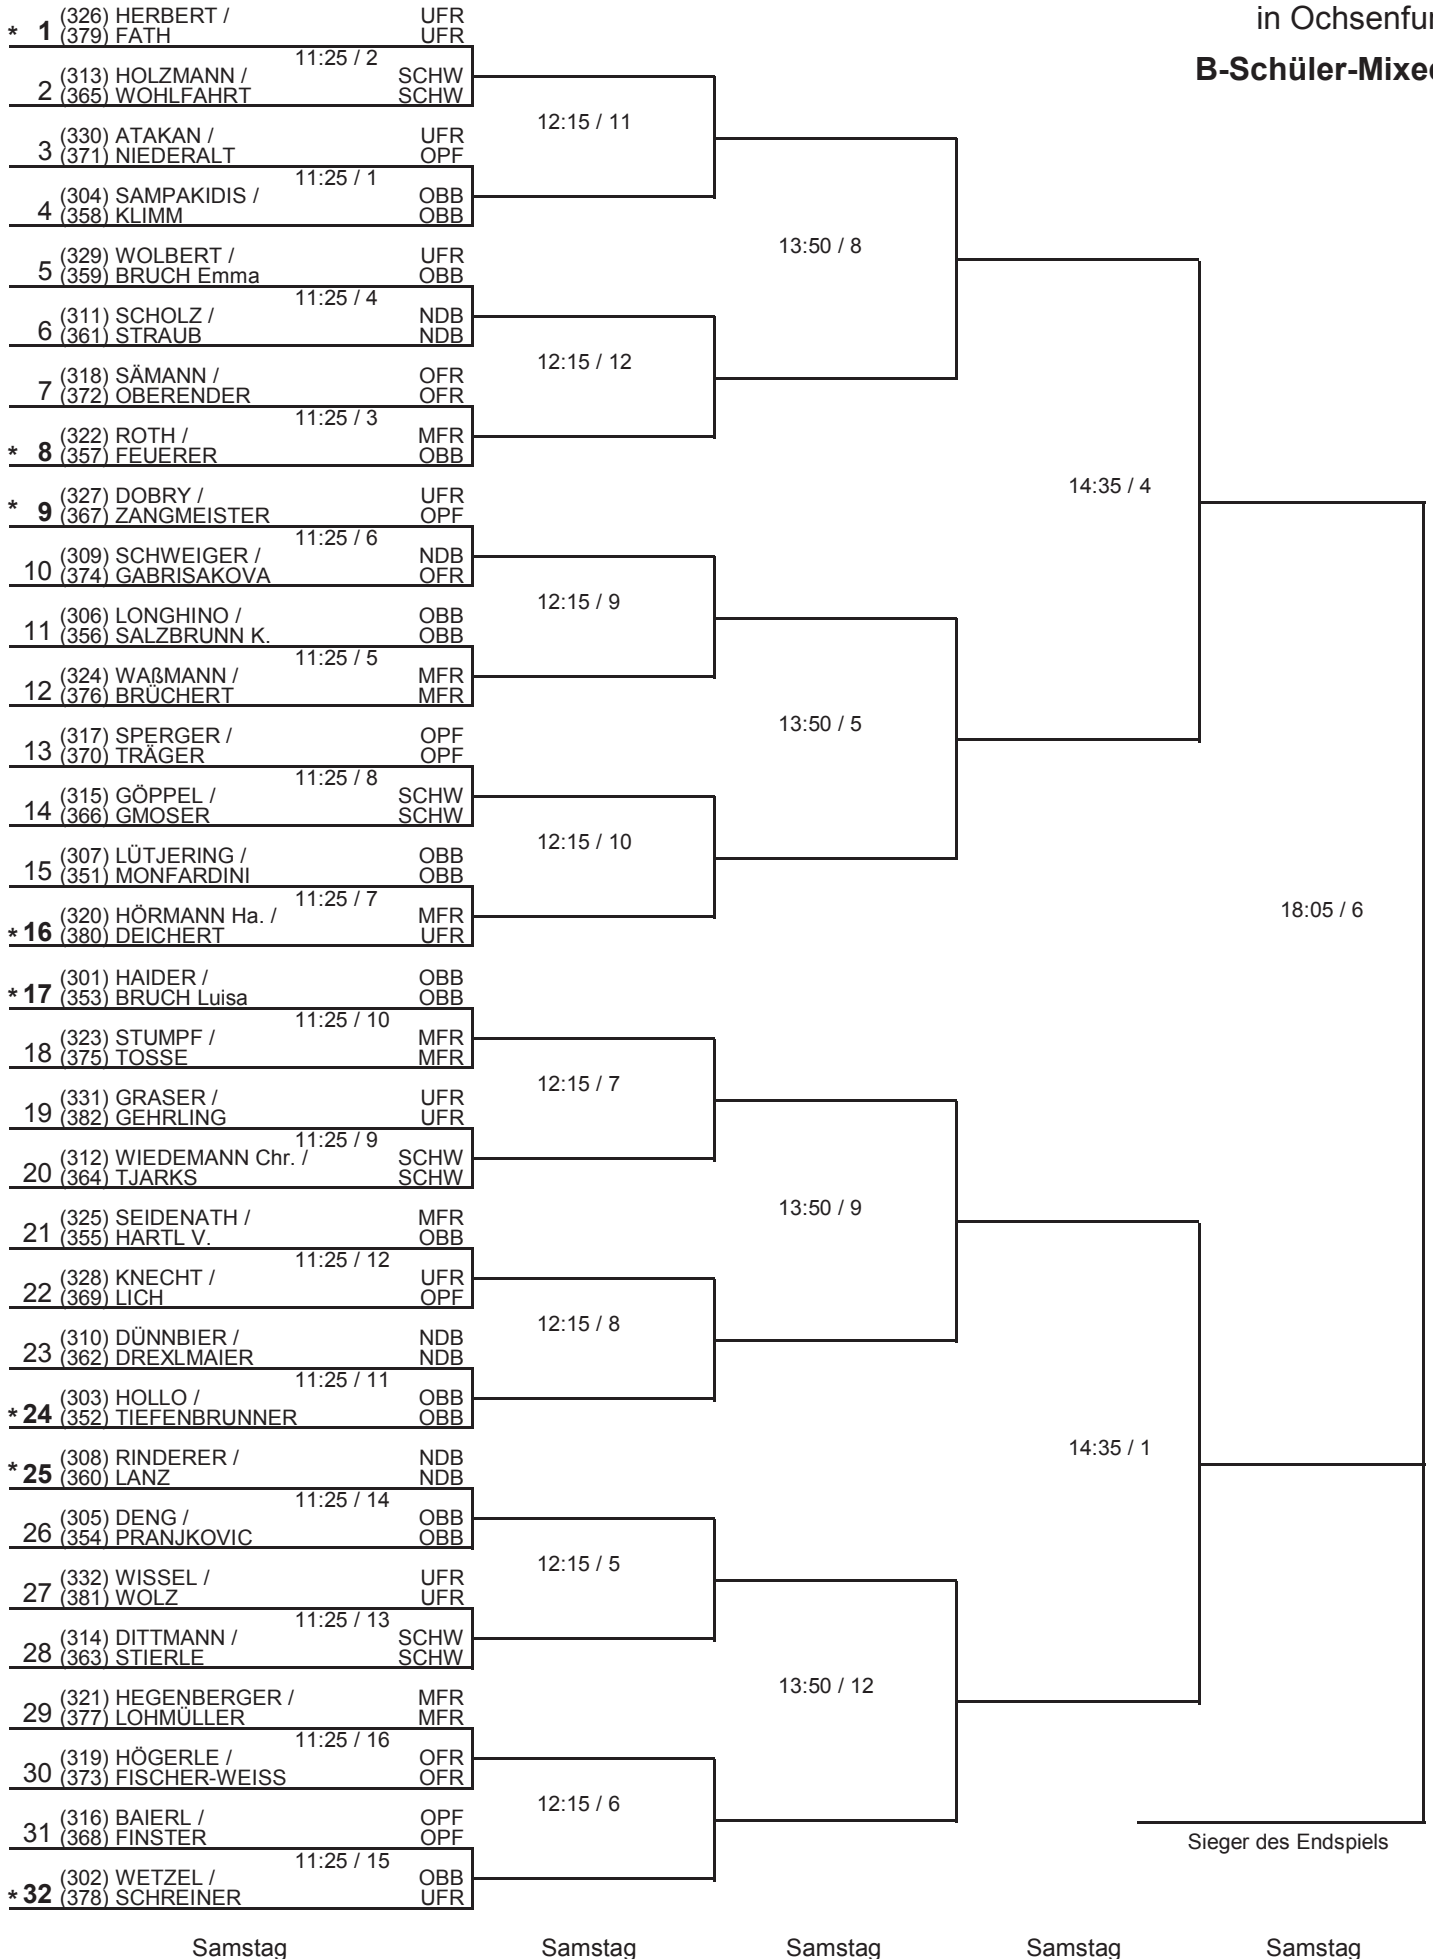 in Ochsenfur
B-Schüler-Mixed
(326) HERBERT / UFR
* 1 (379) FATH UFR
11:25 / 2
(313) HOLZMANN / SCHW
2 (365) WOHLFAHRT SCHW
12:15 / 11
(330) ATAKAN / UFR
3 (371) NIEDERALT OPF
11:25 / 1
(304) SAMPAKIDIS / OBB
4 (358) KLIMM OBB
13:50 / 8
(329) WOLBERT / UFR
5 (359) BRUCH Emma OBB
11:25 / 4
(311) SCHOLZ / NDB
6 (361) STRAUB NDB
12:15 / 12
(318) SÄMANN / OFR
7 (372) OBERENDER OFR
11:25 / 3
(322) ROTH / MFR
* 8 (357) FEUERER OBB
14:35 / 4
(327) DOBRY / UFR
* 9 (367) ZANGMEISTER OPF
11:25 / 6
(309) SCHWEIGER / NDB
10 (374) GABRISAKOVA OFR
12:15 / 9
(306) LONGHINO / OBB
11 (356) SALZBRUNN K. OBB
11:25 / 5
(324) WAßMANN / MFR
12 (376) BRÜCHERT MFR
13:50 / 5
(317) SPERGER / OPF
13 (370) TRÄGER OPF
11:25 / 8
(315) GÖPPEL / SCHW
14 (366) GMOSER SCHW
12:15 / 10
(307) LÜTJERING / OBB
15 (351) MONFARDINI OBB
11:25 / 7
(320) HÖRMANN Ha. / MFR
* 16 (380) DEICHERT UFR
18:05 / 6
(301) HAIDER / OBB
* 17 (353) BRUCH Luisa OBB
11:25 / 10
(323) STUMPF / MFR
18 (375) TOSSE MFR
12:15 / 7
(331) GRASER / UFR
19 (382) GEHRLING UFR
11:25 / 9
(312) WIEDEMANN Chr. / SCHW
20 (364) TJARKS SCHW
13:50 / 9
(325) SEIDENATH / MFR
21 (355) HARTL V. OBB
11:25 / 12
(328) KNECHT / UFR
22 (369) LICH OPF
12:15 / 8
(310) DÜNNBIER / NDB
23 (362) DREXLMAIER NDB
11:25 / 11
(303) HOLLO / OBB
* 24 (352) TIEFENBRUNNER OBB
14:35 / 1
(308) RINDERER / NDB
* 25 (360) LANZ NDB
11:25 / 14
(305) DENG / OBB
26 (354) PRANJKOVIC OBB
12:15 / 5
(332) WISSEL / UFR
27 (381) WOLZ UFR
11:25 / 13
(314) DITTMANN / SCHW
28 (363) STIERLE SCHW
13:50 / 12
(321) HEGENBERGER / MFR
29 (377) LOHMÜLLER MFR
11:25 / 16
(319) HÖGERLE / OFR
30 (373) FISCHER-WEISS OFR
12:15 / 6
(316) BAIERL / OPF
31 (368) FINSTER OPF
Sieger des Endspiels
11:25 / 15
(302) WETZEL / OBB
* 32 (378) SCHREINER UFR
Samstag Samstag Samstag Samstag Samstag